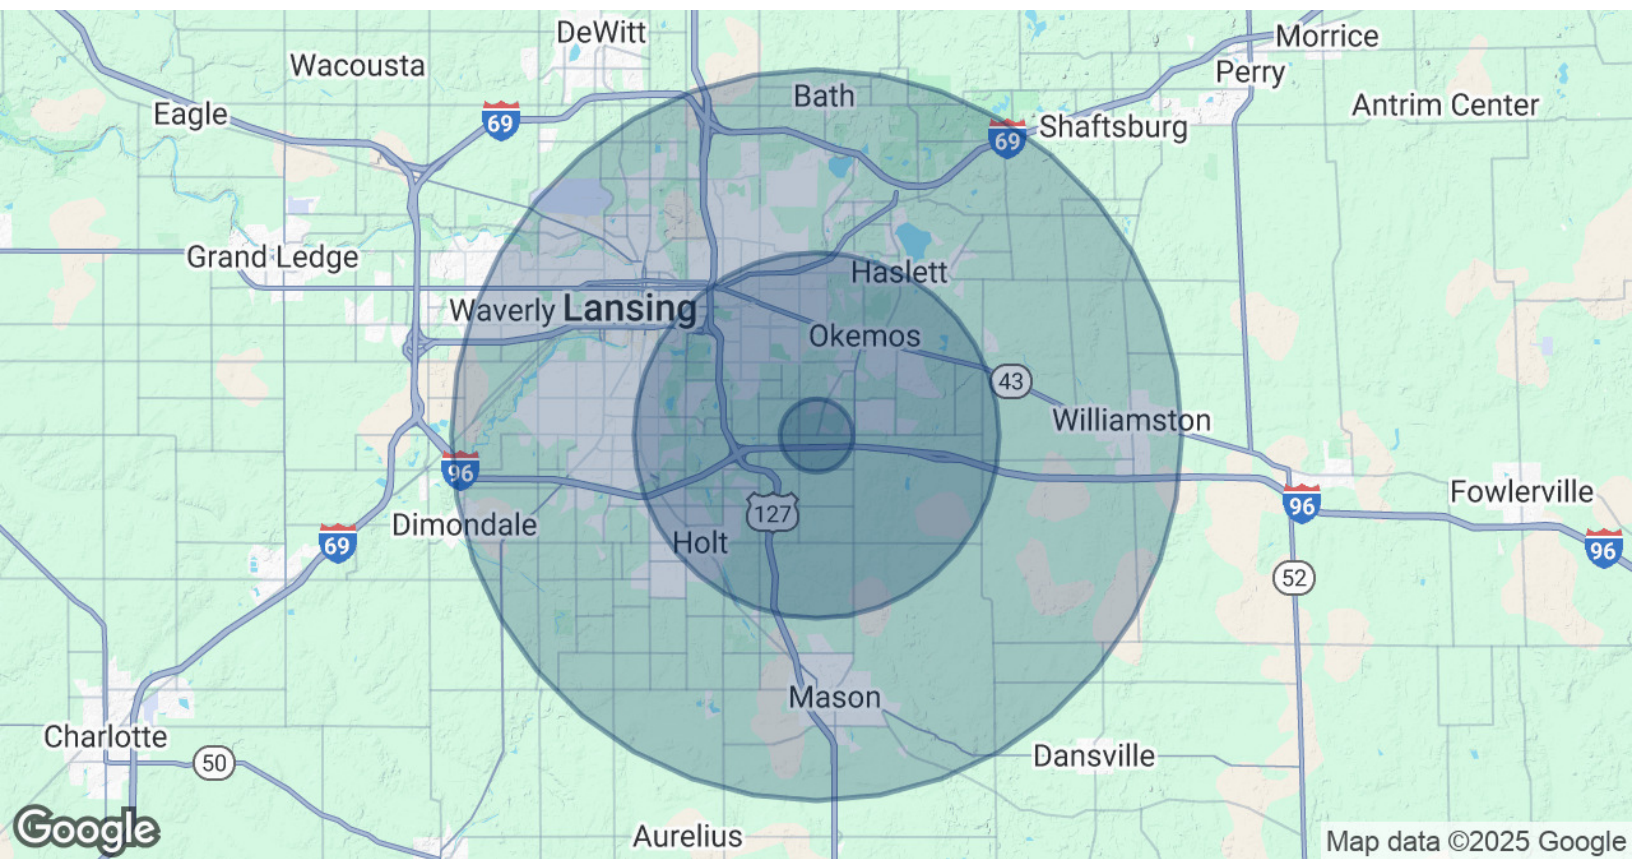 DeWitt
Morrice
Wacousta
Perry
Bath
Antrim Center
Eagle
69
Shaftsburg
69
Grand Ledge
Haslett
Waverly
Lansing
Okemos
43
Williamston
96
Fowlerville
96
127
Dimondale
69
Holt
96
52
Mason
Charlotte
Dansville
50
Google
Aurelius
Map data ©2025 Google